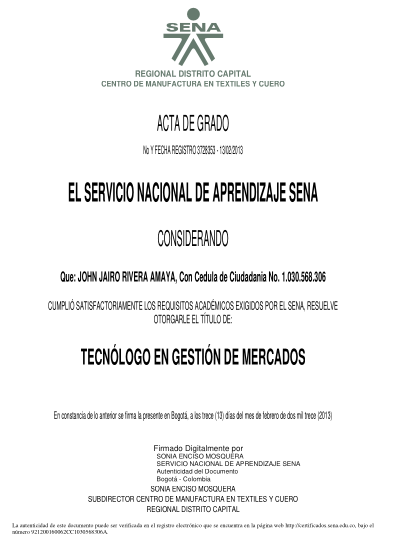 SENA
REGIONAL DISTRITO CAPITAL
CENTRO DE MANUFACTURA EN TEXTILES Y CUERO
ACTA DE GRADO
No Y FECHA REGISTRO 3728353 - 13/02/2013
EL SERVICIO NACIONAL DE APRENDIZAJE SENA
CONSIDERANDO
Que: JOHN JAIRO RIVERA AMAYA, Con Cedula de Ciudadania No. 1.030.568.306
CUMPLIÓ SATISFACTORIAMENTE LOS REQUISITOS ACADÉMICOS EXIGIDOS POR EL SENA, RESUELVE
OTORGARLE EL TÍTULO DE:
TECNÓLOGO EN GESTIÓN DE MERCADOS
En constancia de lo anterior se firma la presente en Bogotá, a los trece (13) días del mes de febrero de dos mil trece (2013)
Firmado Digitalmente por
SONIA ENCISO MOSQUERA
SERVICIO NACIONAL DE APRENDIZAJE SENA
Autenticidad del Documento
Bogotá - Colombia
SONIA ENCISO MOSQUERA
SUBDIRECTOR CENTRO DE MANUFACTURA EN TEXTILES Y CUERO
REGIONAL DISTRITO CAPITAL
La autenticidad de este documento puede ser verificada en el registro electrónico que se encuentra en la página web http://certificados.sena.edu.co, bajo el
número 921200160062CC1030568306A.